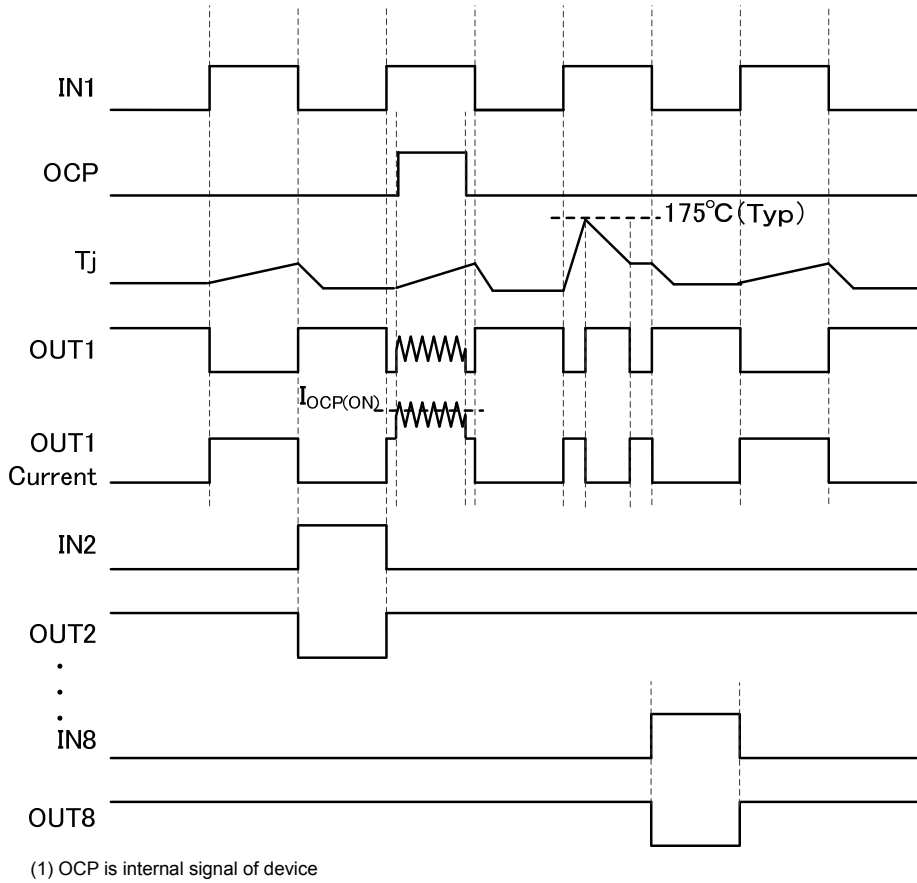 IN1
OCP
175°C(Typ)
Tj
OUT1
IOCP(ON)
OUT1
Current
IN2
OUT2
IN8
OUT8
(1) OCP is internal signal of device